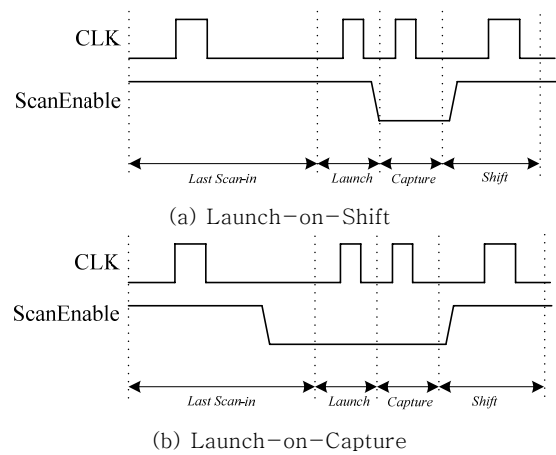 CLK
ScanEnable
Last Scan-in Launch Capture Shift
(a) Launch-on-Shift
CLK
ScanEnable
Last Scan-in Launch Capture Shift
(b) Launch-on-Capture